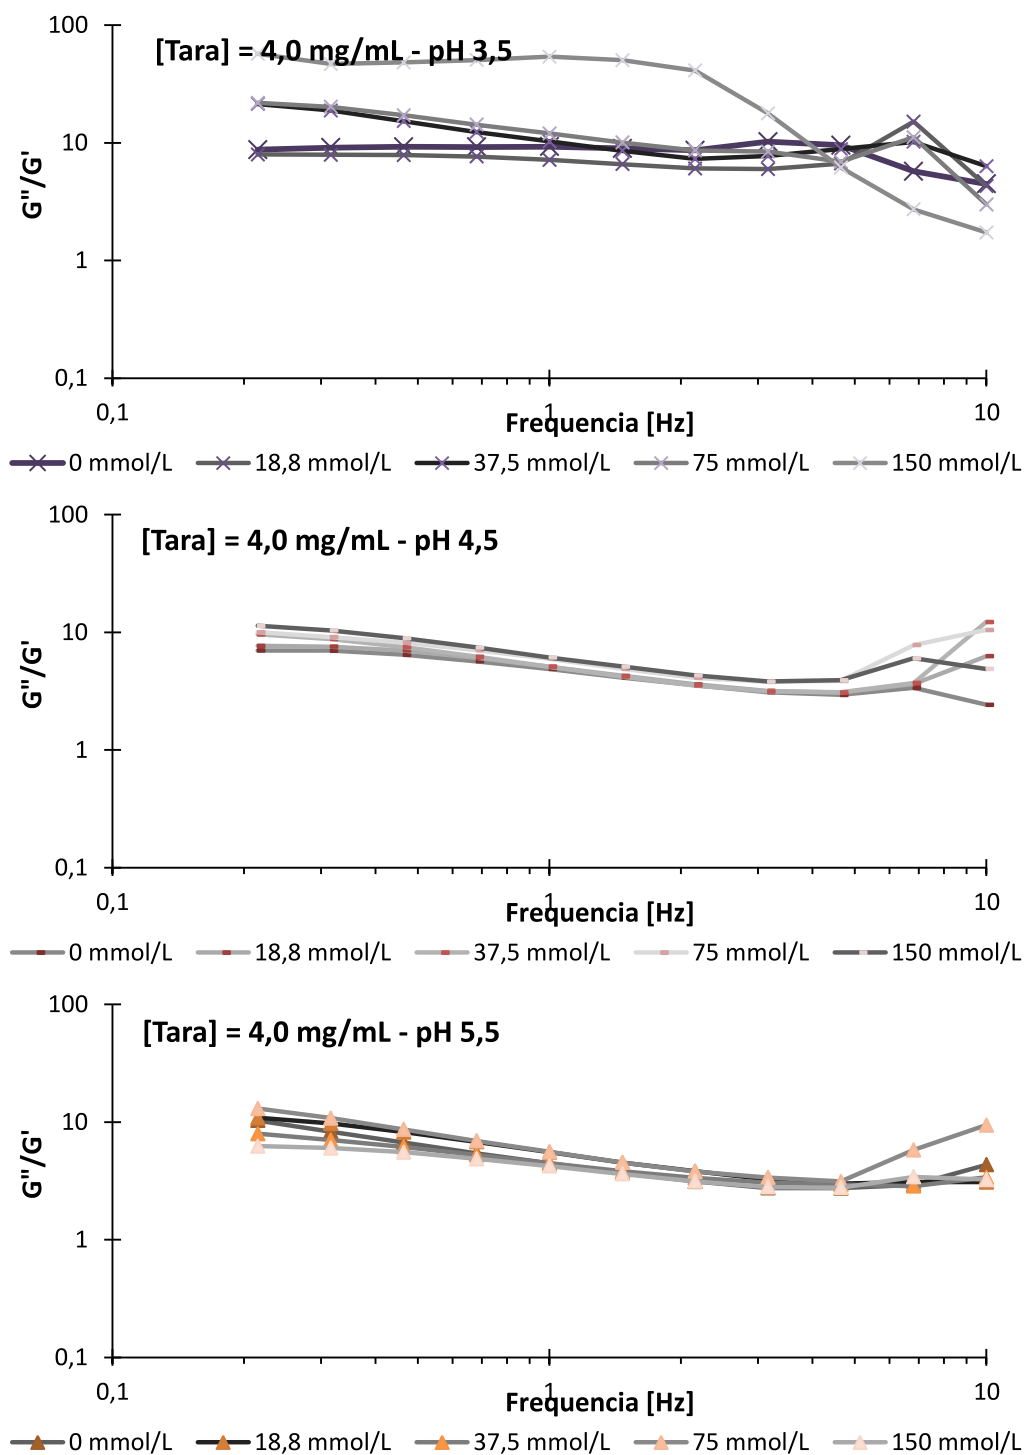 [Tara] = 4,0 mg/mL - pH 3,5
100
10
1
0,1
G"/G'
0,1
1
10
Frequencia [Hz]
0 mmol/L 18,8 mmol/L 37,5 mmol/L 75 mmol/L 150 mmol/L
[Tara] = 4,0 mg/mL - pH 4,5
100
10
1
0,1
G"/G'
0,1
1
10
Frequencia [Hz]
0 mmol/L 18,8 mmol/L 37,5 mmol/L 75 mmol/L 150 mmol/L
[Tara] = 4,0 mg/mL - pH 5,5
100
10
1
0,1
G"/G'
0,1
1
10
Frequencia [Hz]
0 mmol/L 18,8 mmol/L 37,5 mmol/L 75 mmol/L 150 mmol/L